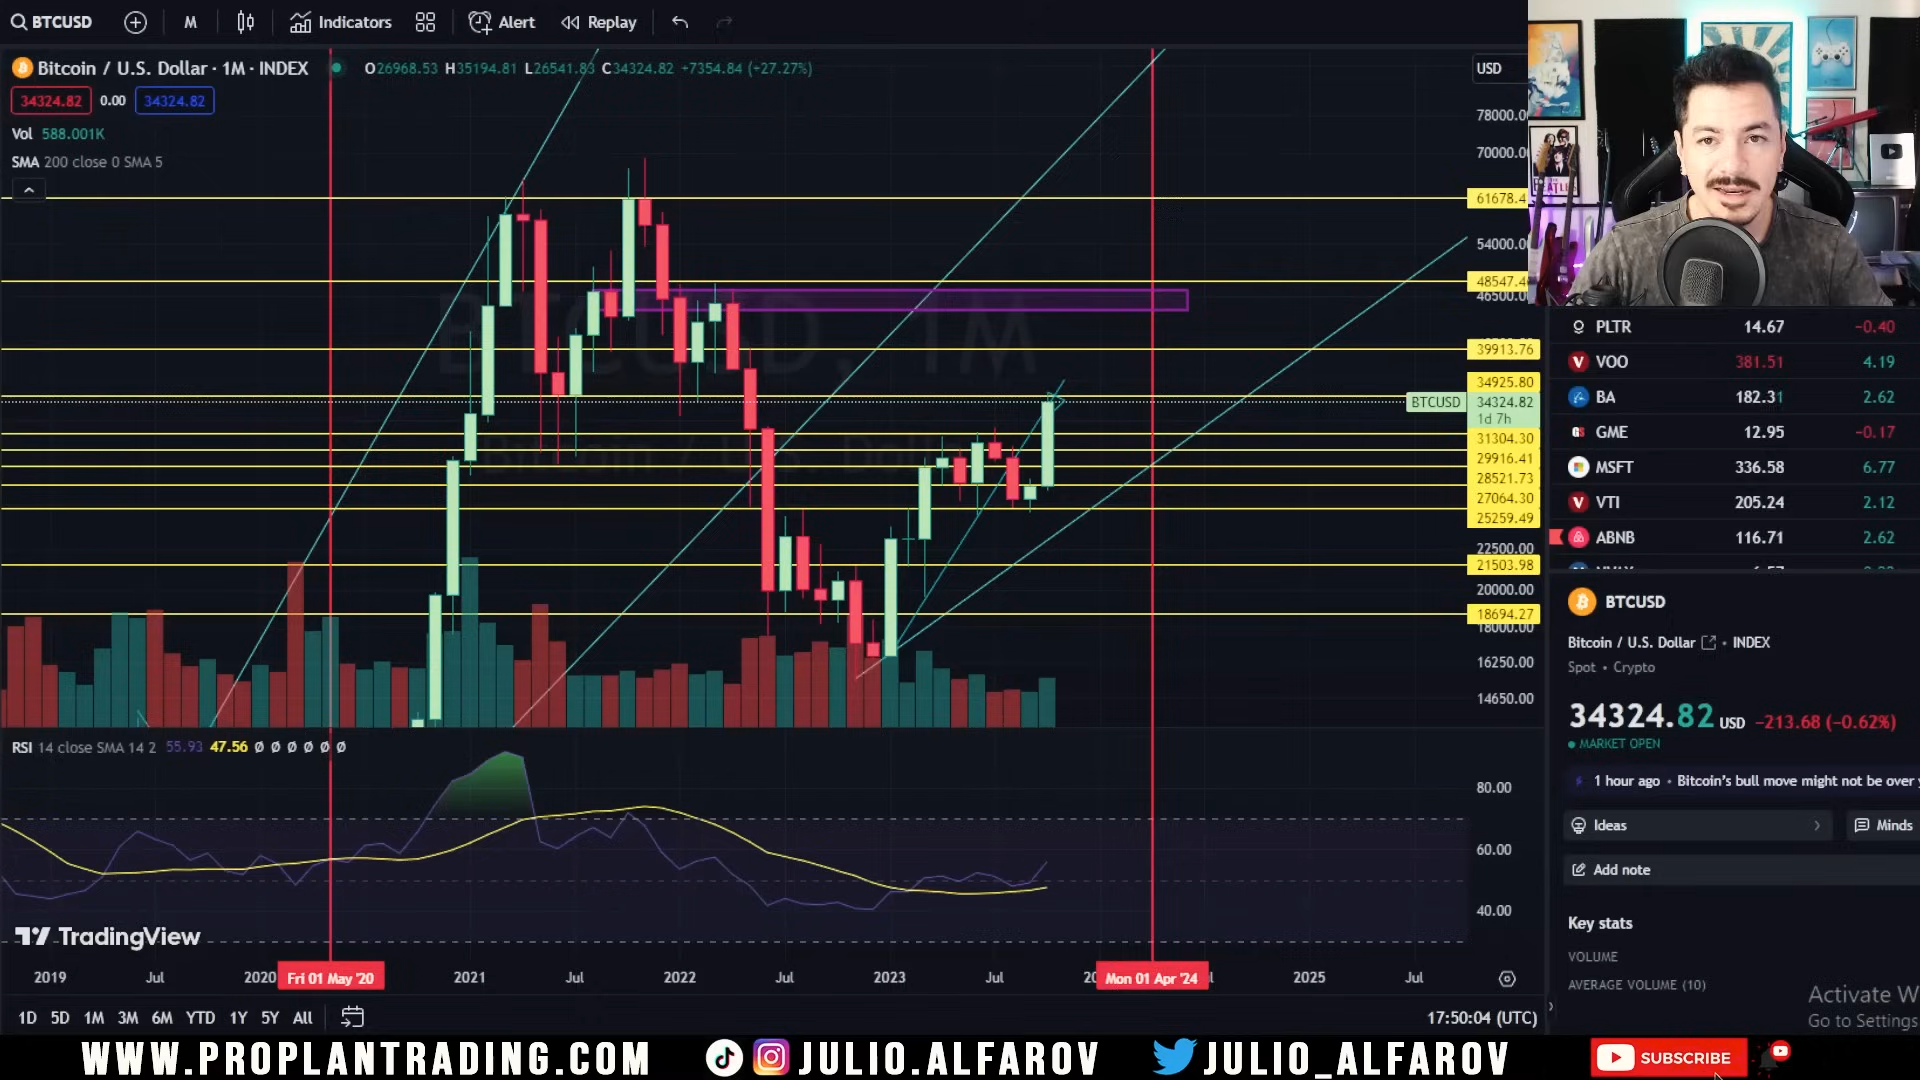 BTCUSD M Indicators Alert Replay
Bitcoin / U.S. Dollar · 1M · INDEX O26968.53 H35194.81 L26541.83 C34324.82 +7354.84 (+27.27%)
34324.82 0.00 34324.82
Vol 588.001K
SMA 200 close 0 SMA 5
BTCUSD, 1M
Bitcoin / U.S. Dollar
USD
78000.0
70000.0
61678.4
54000.0
48547.4
46500.0
39913.76
34925.80
BTCUSD 34324.82
1d 7h
31304.30
29916.41
28521.73
27064.30
25259.49
22500.00
21503.98
20000.00
18694.27
18000.00
16250.00
14650.00
RSI 14 close SMA 14 2 55.93 47.56 Ø Ø Ø Ø Ø Ø
80.00
60.00
40.00
TradingView
2019 Jul 2020 Fri 01 May '20 2021 Jul 2022 Jul 2023 Jul Mon 01 Apr '24 2025 Jul
1D 5D 1M 3M 6M YTD 1Y 5Y All
17:50:04 (UTC)
BEATLES
PLTR 14.67 −0.40
VOO 381.51 4.19
BA 182.31 2.62
GME 12.95 −0.17
MSFT 336.58 6.77
VTI 205.24 2.12
ABNB 116.71 2.62
BTCUSD
Bitcoin / U.S. Dollar • INDEX
Spot • Crypto
34324.82 USD −213.68 (−0.62%)
MARKET OPEN
1 hour ago • Bitcoin's bull move might not be over
Ideas Minds
Add note
Key stats
VOLUME
AVERAGE VOLUME (10)
Activate W
Go to Settings
WWW.PROPLANTRADING.COM JULIO.ALFAROV JULIO_ALFAROV SUBSCRIBE